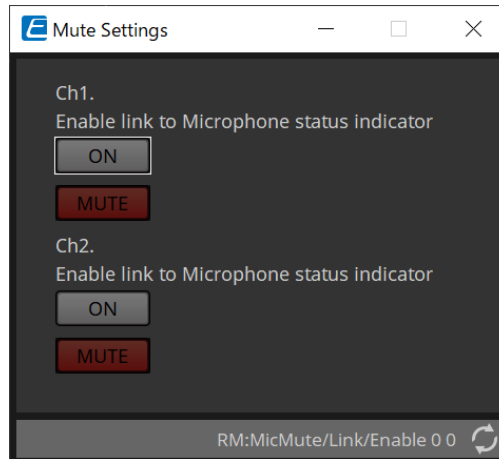 Mute Settings
Ch1.
Enable link to Microphone status indicator
ON
MUTE
Ch2.
Enable link to Microphone status indicator
ON
MUTE
RM:MicMute/Link/Enable 0 0